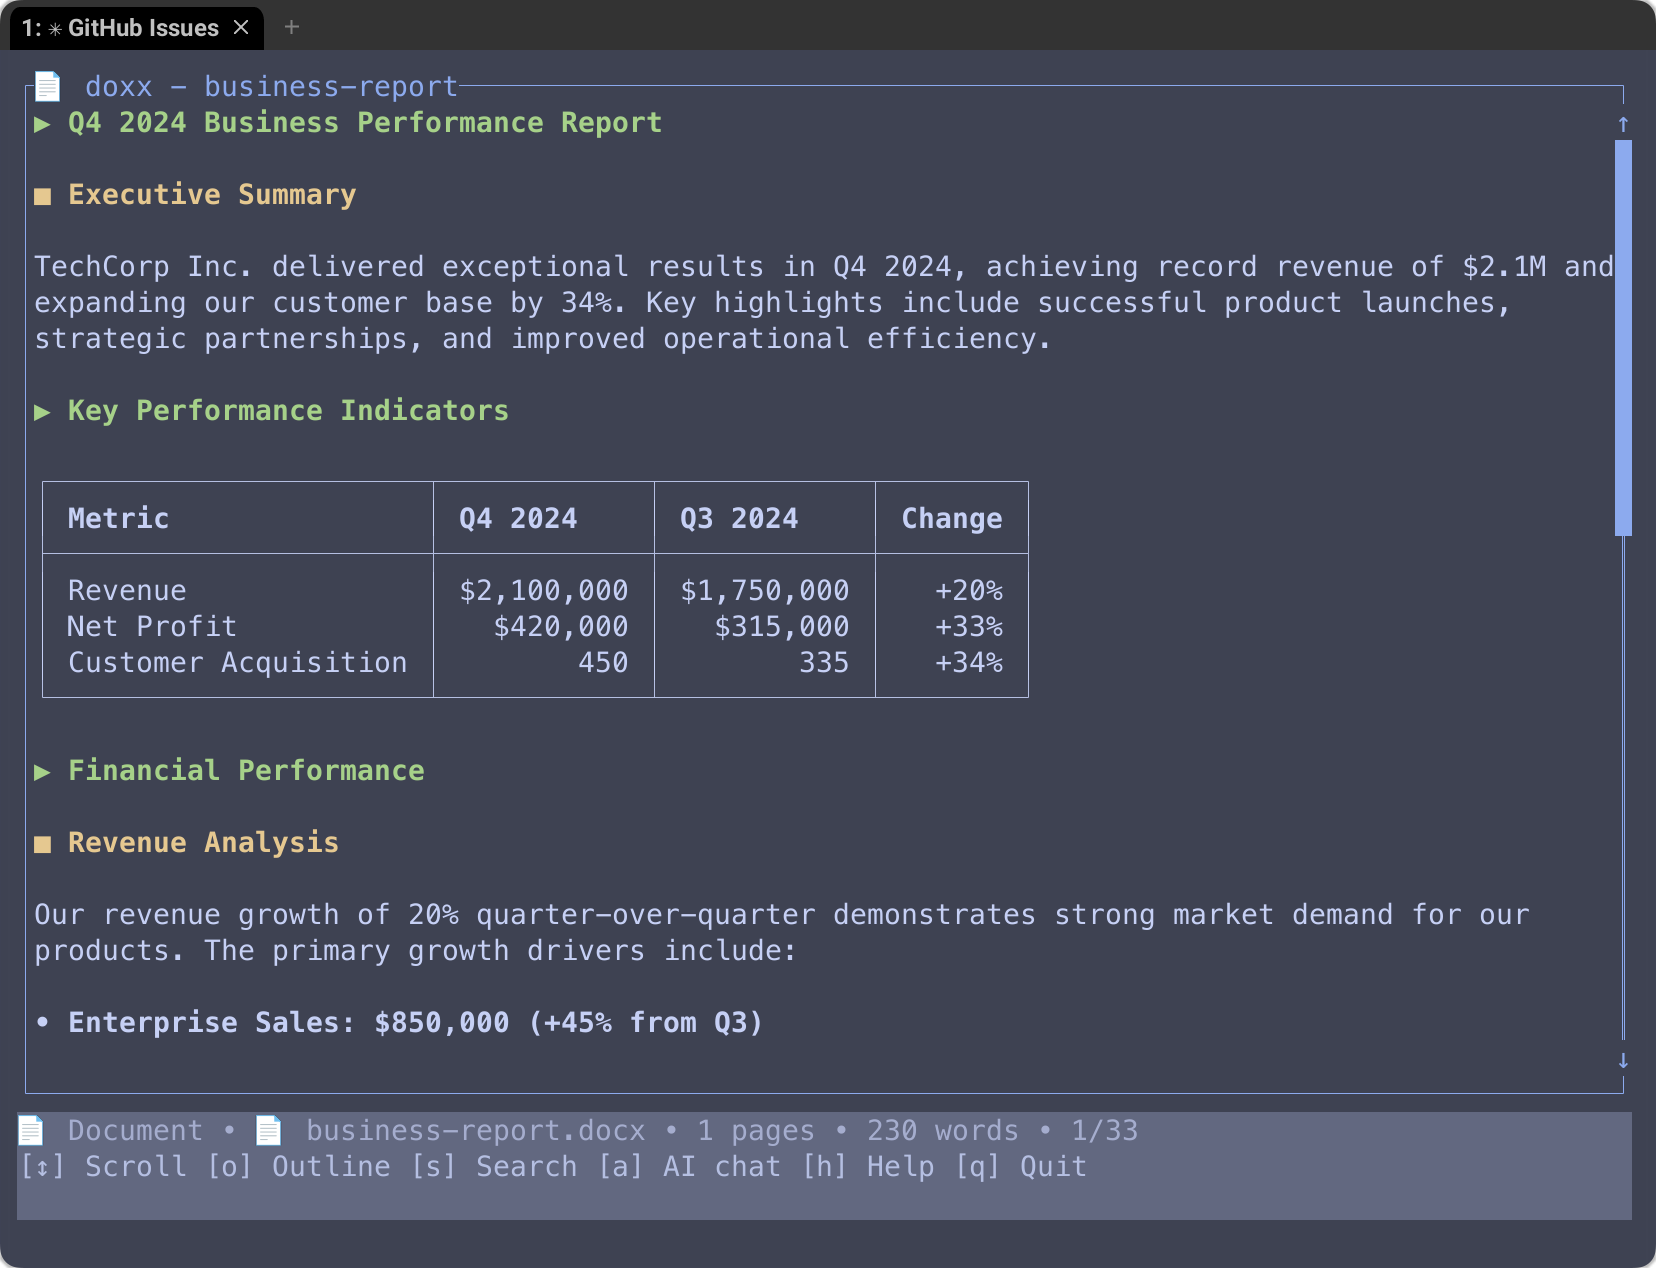 1: ✳ GitHub Issues × +
doxx - business-report
▶ Q4 2024 Business Performance Report
↑
■ Executive Summary
TechCorp Inc. delivered exceptional results in Q4 2024, achieving record revenue of $2.1M and
expanding our customer base by 34%. Key highlights include successful product launches,
strategic partnerships, and improved operational efficiency.
▶ Key Performance Indicators
Metric Q4 2024 Q3 2024 Change
Revenue $2,100,000 $1,750,000 +20%
Net Profit $420,000 $315,000 +33%
Customer Acquisition 450 335 +34%
▶ Financial Performance
■ Revenue Analysis
Our revenue growth of 20% quarter-over-quarter demonstrates strong market demand for our
products. The primary growth drivers include:
• Enterprise Sales: $850,000 (+45% from Q3)
↓
Document • business-report.docx • 1 pages • 230 words • 1/33
[↕] Scroll [o] Outline [s] Search [a] AI chat [h] Help [q] Quit